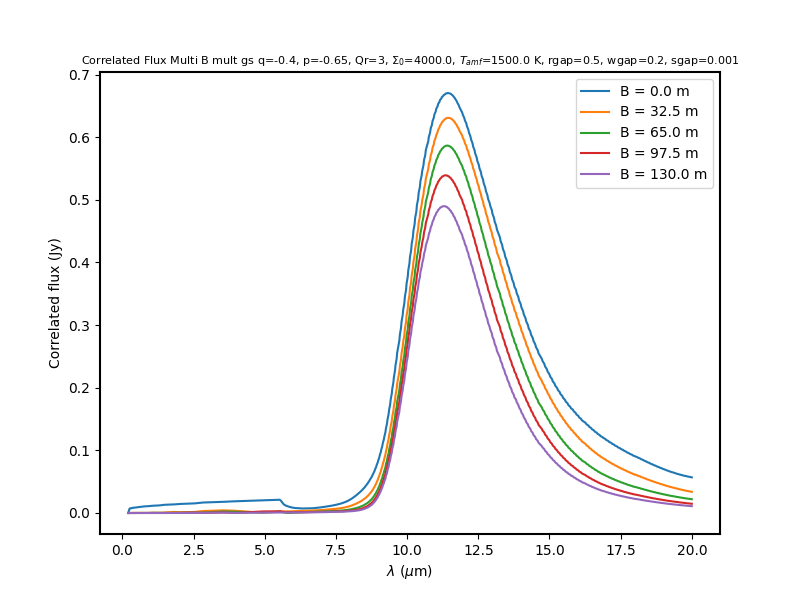 Correlated Flux Multi B mult gs q=-0.4, p=-0.65, Qr=3, Σ₀=4000.0, T_amf=1500.0 K, rgap=0.5, wgap=0.2, sgap=0.001
0.7
0.6
0.5
0.4
0.3
0.2
0.1
0.0
Correlated flux (Jy)
B = 0.0 m
B = 32.5 m
B = 65.0 m
B = 97.5 m
B = 130.0 m
0.0 2.5 5.0 7.5 10.0 12.5 15.0 17.5 20.0
λ (μm)